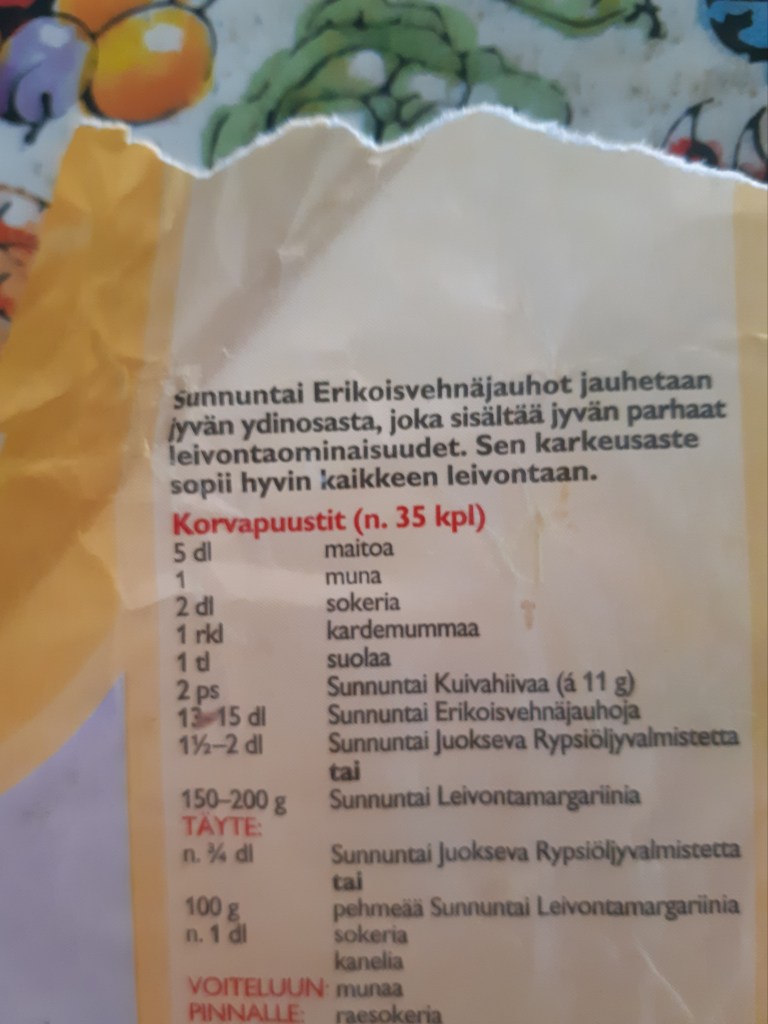 Sunnuntai Erikoisvehnäjauhot jauhetaan
jyvän ydinosasta, joka sisältää jyvän parhaat
leivontaominaisuudet. Sen karkeusaste
sopii hyvin kaikkeen leivontaan.
Korvapuustit (n. 35 kpl)
5 dl maitoa
1 muna
2 dl sokeria
1 rkl kardemummaa
1 tl suolaa
2 ps Sunnuntai Kuivahiivaa (á 11 g)
13–15 dl Sunnuntai Erikoisvehnäjauhoja
1½–2 dl Sunnuntai Juokseva Rypsiöljyvalmistetta
tai
150–200 g Sunnuntai Leivontamargariinia
TÄYTE:
n. ¾ dl Sunnuntai Juokseva Rypsiöljyvalmistetta
tai
100 g pehmeää Sunnuntai Leivontamargariinia
n. 1 dl sokeria
kanelia
VOITELUUN: munaa
PINNALLE: raesokeria